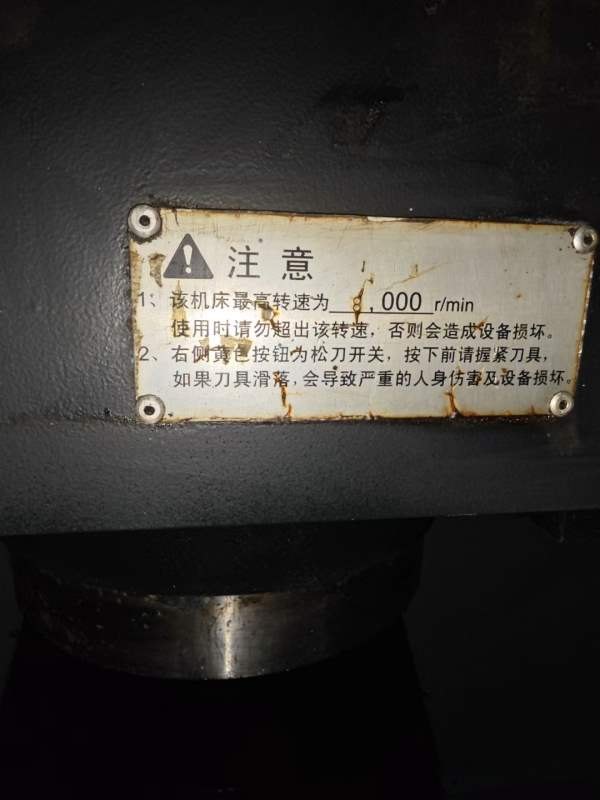 注意
1、该机床最高转速为 8,000 r/min
使用时请勿超出该转速，否则会造成设备损坏。
2、右侧黄色按钮为松刀开关，按下前请握紧刀具，
如果刀具滑落，会导致严重的人身伤害及设备损坏。